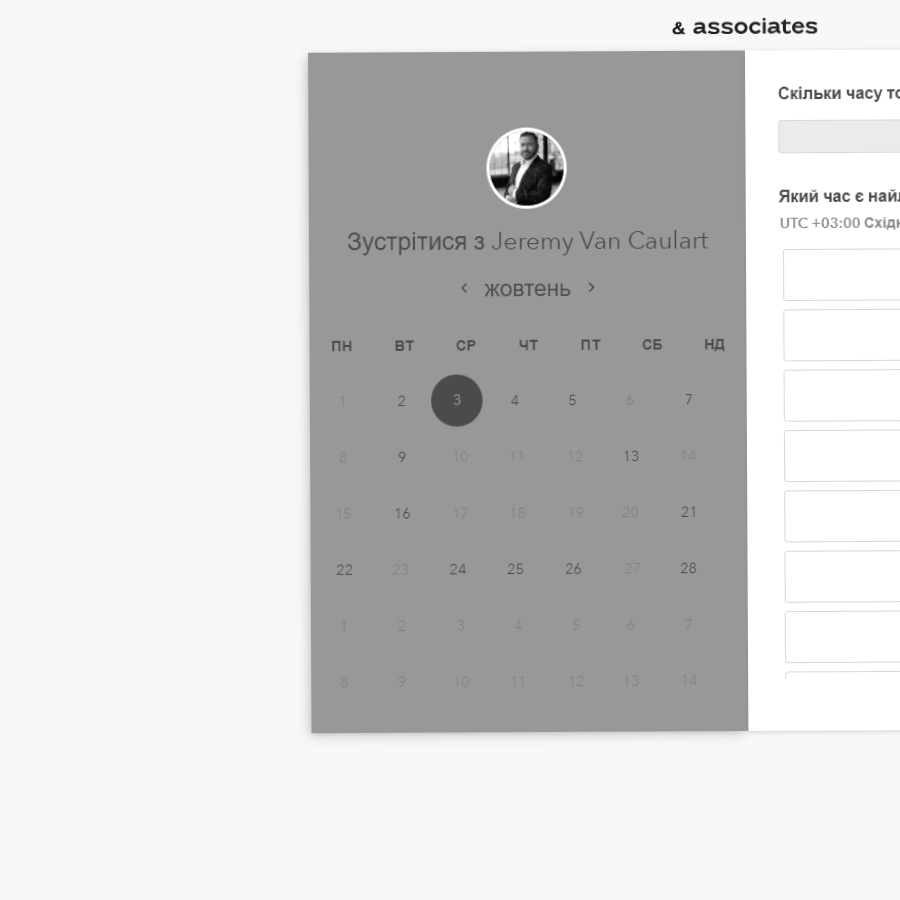 & associates
Зустрітися з Jeremy Van Caulart
жовтень
ПН ВТ СР ЧТ ПТ СБ НД
1 2 3 4 5 6 7
8 9 10 11 12 13 14
15 16 17 18 19 20 21
22 23 24 25 26 27 28
1 2 3 4 5 6 7
8 9 10 11 12 13 14
Скільки часу
Який час є
UTC +03:00